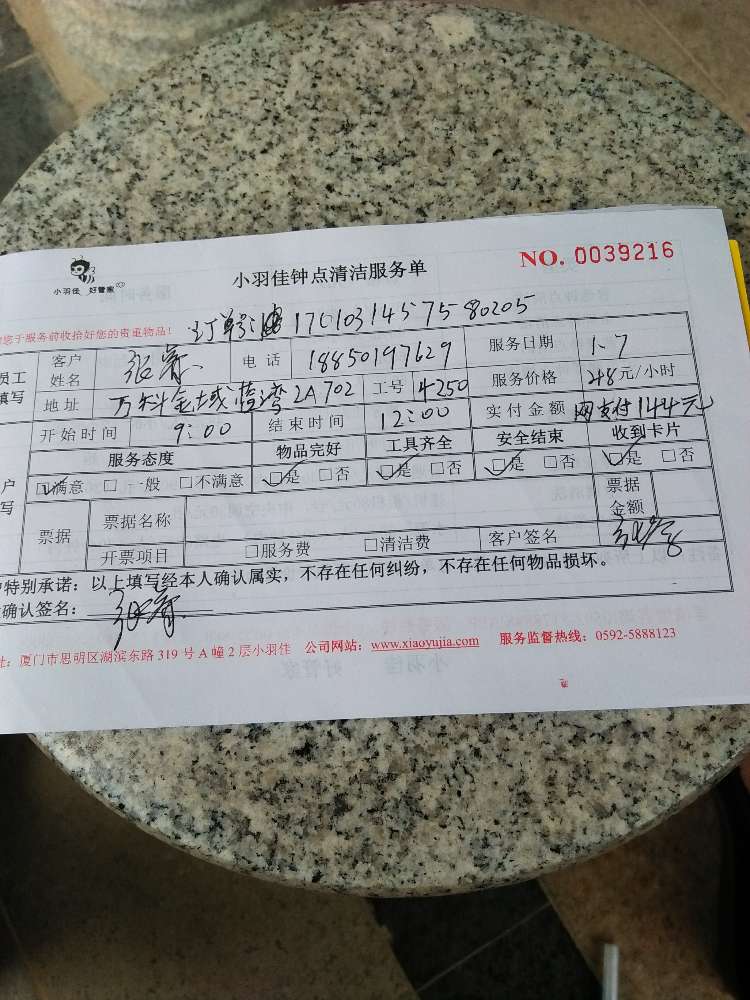 小羽佳 好管家
小羽佳钟点清洁服务单
NO. 0039216
您于服务前收拾好您的贵重物品!
订单号 17010314575780205
员工
填写
客户姓名 张 电话 18850197629 服务日期 1.7
地址 万科金域蓝湾2A702 工号 4250 服务价格 48元/小时
开始时间 9:00 结束时间 12:00 实付金额 网支付144元
服务态度 物品完好 工具齐全 安全结束 收到卡片
户
写
☑满意 □一般 □不满意 ☑是 □否 ☑是 □否 ☑是 □否 ☑是 □否
票据 票据名称 票据金额
开票项目 □服务费 □清洁费 客户签名 张
户特别承诺:以上填写经本人确认属实,不存在任何纠纷,不存在任何物品损坏。
确认签名: 张
址:厦门市思明区湖滨东路 319 号 A 幢 2 层小羽佳 公司网站:www.xiaoyujia.com 服务监督热线:0592-5888123